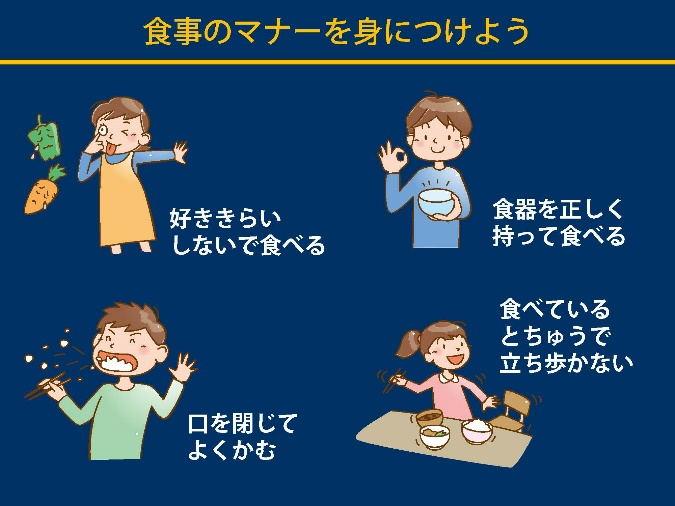 食事のマナーを身につけよう
好ききらい
しないで食べる
食器を正しく
持って食べる
口を閉じて
よくかむ
食べている
とちゅうで
立ち歩かない